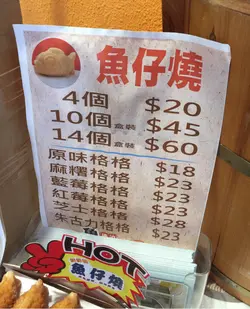 魚仔燒
4個 $20
10個盒裝 $45
14個盒裝 $60
原味格格 $18
麻糬格格 $23
藍莓格格 $23
紅莓格格 $23
芝士格格 $28
朱古力格格 $23
HOT
魚仔燒